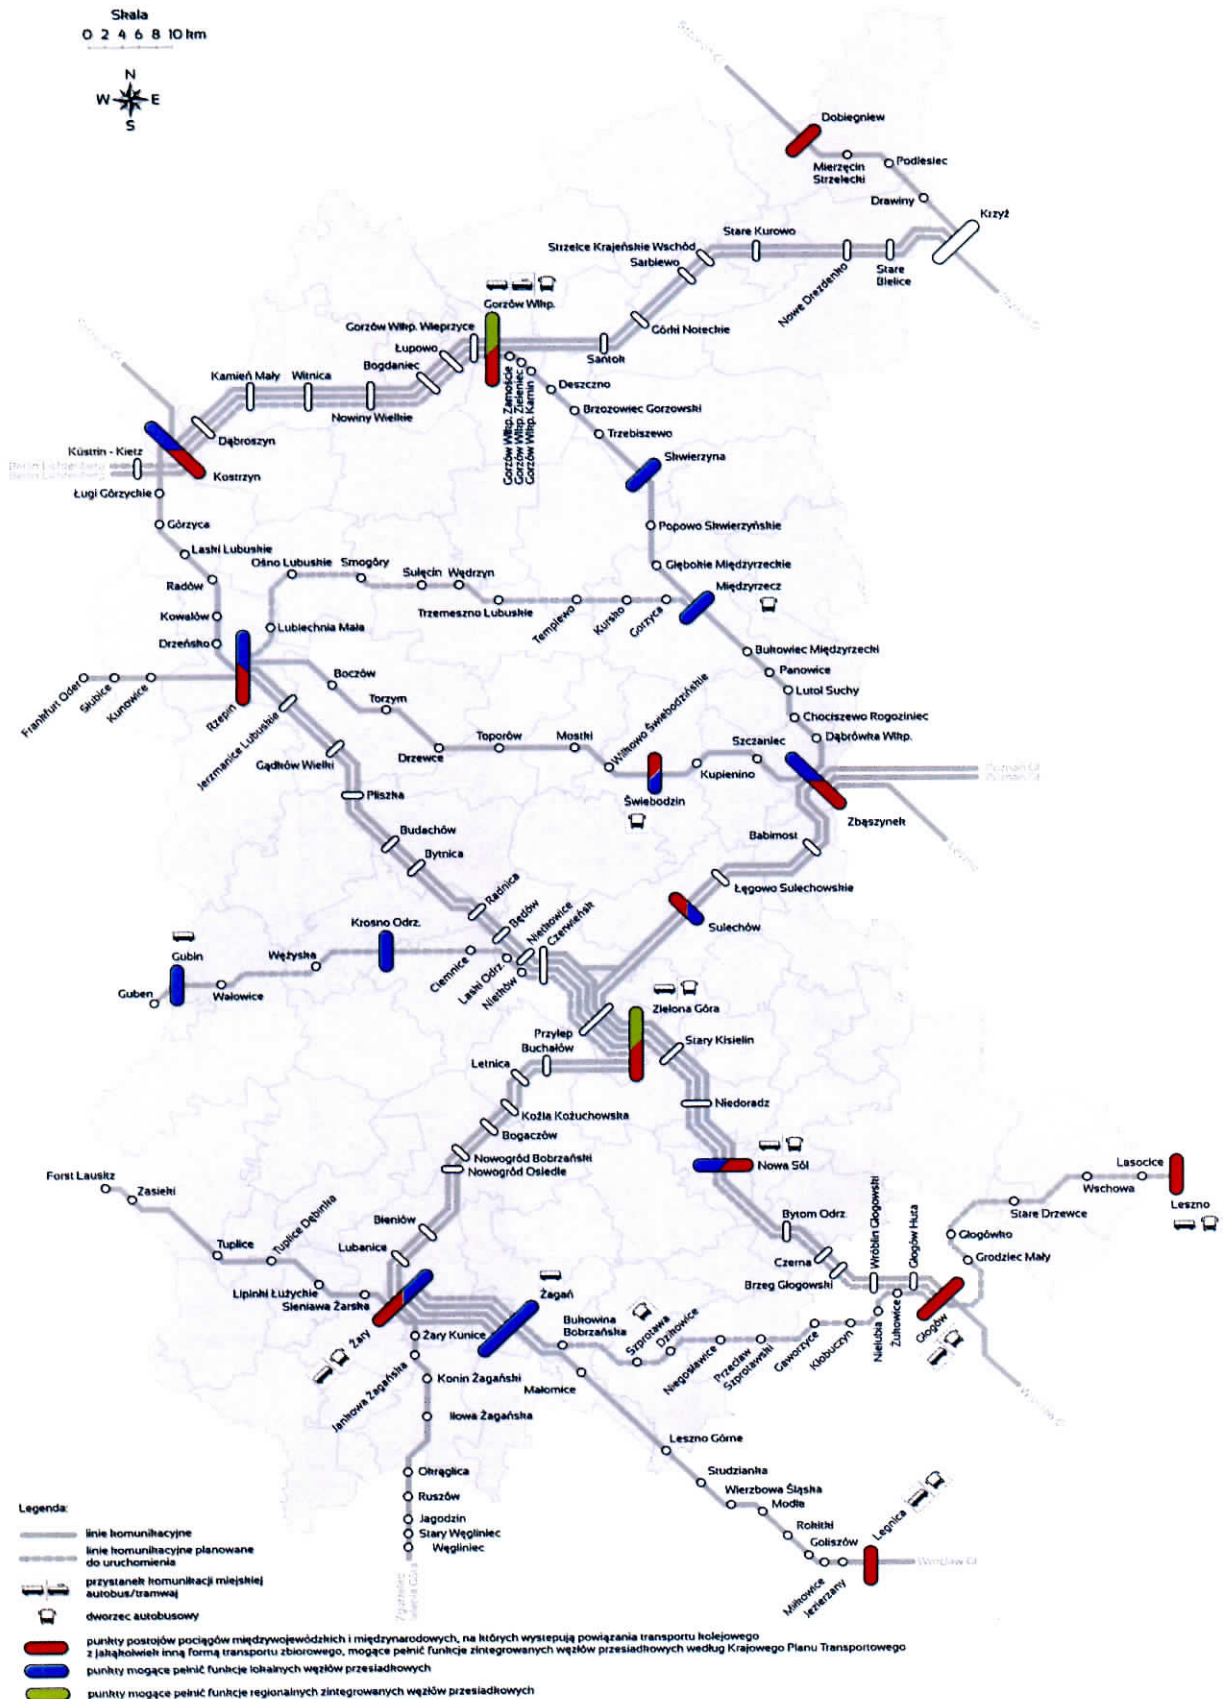 Skala
0 2 4 6 8 10 km
N
W E
S
Dobiegniew
Mierzęcin
Strzelecki
Podlesiec
Drawiny
Krzyż
Stare Kurowo
Strzelce Krajeńskie Wschód
Sarbiewo
Nowe Drezdenko
Stare
Bielice
Gorzów Wlkp.
Gorzów Wlkp. Wieprzyce
Łupowo
Bogdaniec
Górki Noteckie
Santok
Kamień Mały
Witnica
Nowiny Wielkie
Gorzów Wlkp. Zamoście
Gorzów Wlkp. Zieleniec
Gorzów Wlkp. Kamin
Deszczno
Brzozowiec Gorzowski
Trzebiszewo
Dąbroszyn
Küstrin - Kietz
Kostrzyn
Skwierzyna
Ługi Górzyckie
Górzyca
Popowo Skwierzyńskie
Laski Lubuskie
Ośno Lubuskie
Smogóry
Sulęcin
Wędrzyn
Głębokie Międzyrzeckie
Radów
Międzyrzecz
Trzemeszno Lubuskie
Templewo
Kursko
Gorzyca
Kowalów
Lubiechnia Mała
Drzeńsko
Bukowiec Międzyrzecki
Panowice
Boczów
Frankfurt Oder
Słubice
Kunowice
Rzepin
Torzym
Lutol Suchy
Wilkowo Świebodzińskie
Chociszewo Rogoziniec
Jerzmanice Lubuskie
Dąbrówka Wlkp.
Toporów
Mostki
Szczaniec
Drzewce
Gądków Wielki
Kupienino
Poznań Gł.
Poznań Gł.
Pliszka
Świebodzin
Zbąszynek
Budachów
Babimost
Bytnica
Łęgowo Sulechowskie
Radnica
Będów
Nietkowice
Czerwieńsk
Sulechów
Krosno Odrz.
Gubin
Wężyska
Ciemnice
Laski Odrz.
Nietków
Guben
Wałowice
Zielona Góra
Przylep
Stary Kisielin
Buchałów
Letnica
Niedoradz
Koźla Kożuchowska
Bogaczów
Nowogród Bobrzański
Nowogród Osiedle
Nowa Sól
Lasocice
Wschowa
Leszno
Forst Lausitz
Zasieki
Stare Drzewce
Bieniów
Bytom Odrz.
Wróblin Głogowski
Głogów Huta
Głogówko
Tuplice
Tuplice Dębinka
Lubanice
Czerna
Grodziec Mały
Brzeg Głogowski
Lipinki Łużyckie
Sieniawa Żarska
Żagań
Nielubia
Żukowice
Głogów
Żary
Żary Kunice
Bukowina
Bobrzańska
Szprotawa
Dzikowice
Niegosławice
Przecław
Szprotawski
Gaworzyce
Kłobuczyn
Jankowa Żagańska
Konin Żagański
Małomice
Iłowa Żagańska
Leszno Górne
Okrąglica
Studzianka
Ruszów
Wierzbowa Śląska
Modła
Jagodzin
Rokitki
Stary Węgliniec
Goliszów
Legnica
Węgliniec
Wrocław Gł.
Miłkowice
Jezierzany
Zgorzelec
Jelenia Góra
Legenda:
linie komunikacyjne
linie komunikacyjne planowane
do uruchomienia
przystanek komunikacji miejskiej
autobus/tramwaj
dworzec autobusowy
punkty postojów pociągów międzywojewódzkich i międzynarodowych, na których występują powiązania transportu kolejowego
z jakąkolwiek inną formą transportu zbiorowego, mogące pełnić funkcje zintegrowanych węzłów przesiadkowych według Krajowego Planu Transportowego
punkty mogące pełnić funkcje lokalnych węzłów przesiadkowych
punkty mogące pełnić funkcje regionalnych zintegrowanych węzłów przesiadkowych